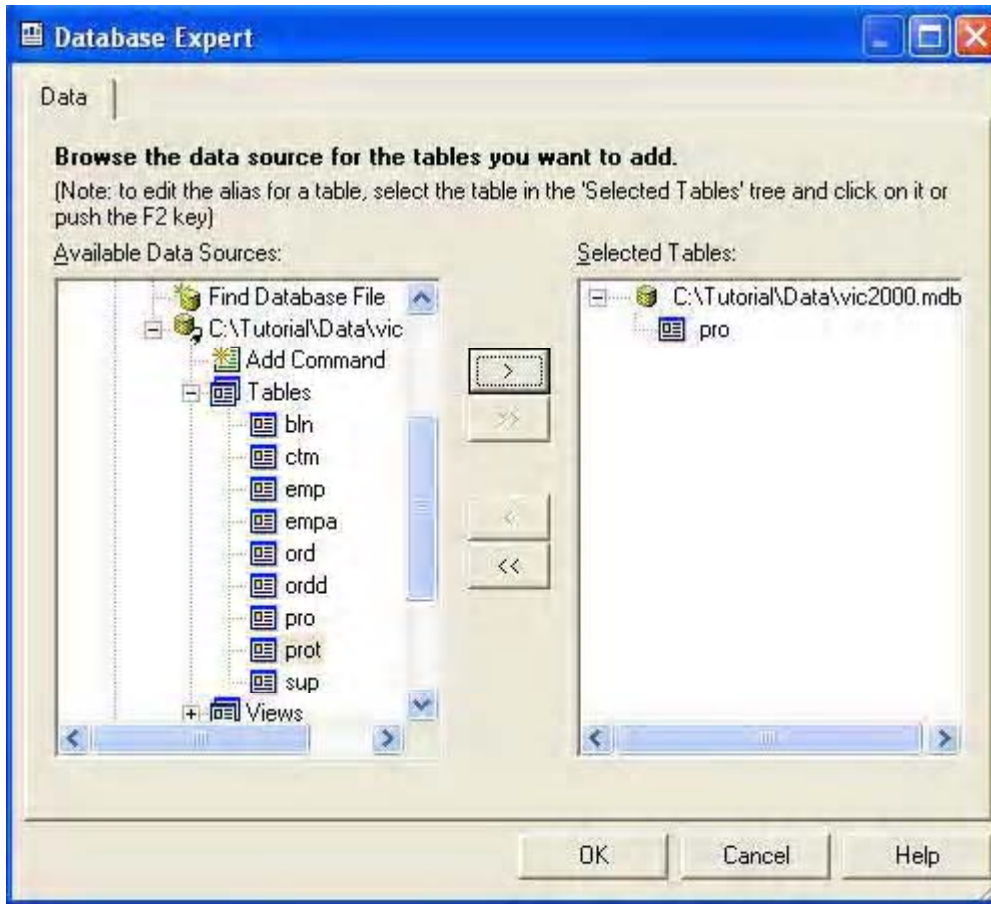 Database Expert
Data
Browse the data source for the tables you want to add.
(Note: to edit the alias for a table, select the table in the 'Selected Tables' tree and click on it or
push the F2 key)
Available Data Sources:
Find Database File
C:\Tutorial\Data\vic
Add Command
Tables
bln
ctm
emp
empa
ord
ordd
pro
prot
sup
Views
>
>>
<
<<
Selected Tables:
C:\Tutorial\Data\vic2000.mdb
pro
OK
Cancel
Help